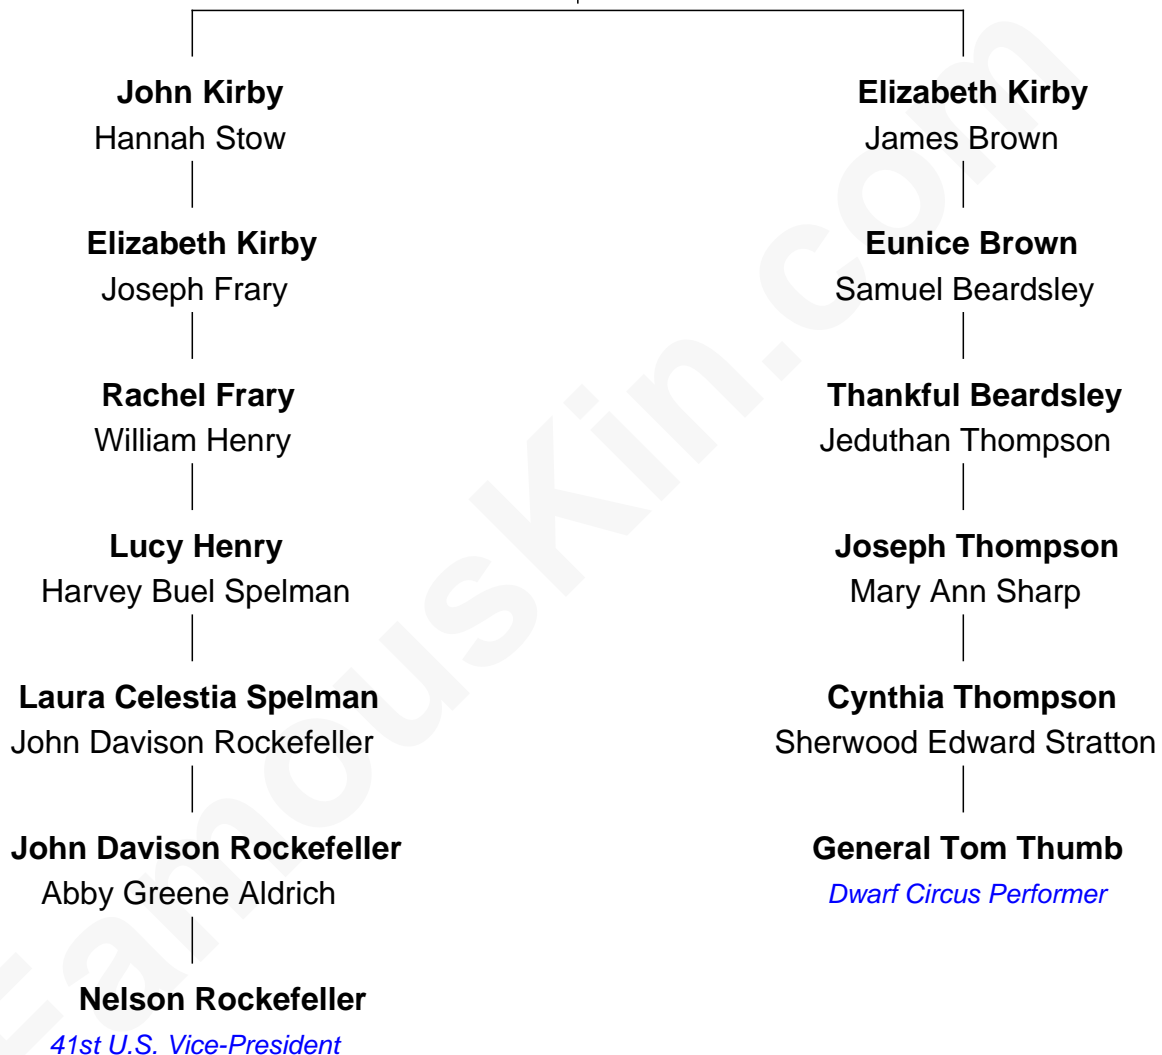 John Kirby
Hannah Stow
Elizabeth Kirby
Joseph Frary
Rachel Frary
William Henry
Lucy Henry
Harvey Buel Spelman
Laura Celestia Spelman
John Davison Rockefeller
John Davison Rockefeller
Abby Greene Aldrich
Nelson Rockefeller
41st U.S. Vice-President
Elizabeth Kirby
James Brown
Eunice Brown
Samuel Beardsley
Thankful Beardsley
Jeduthan Thompson
Joseph Thompson
Mary Ann Sharp
Cynthia Thompson
Sherwood Edward Stratton
General Tom Thumb
Dwarf Circus Performer
FamousKin.com